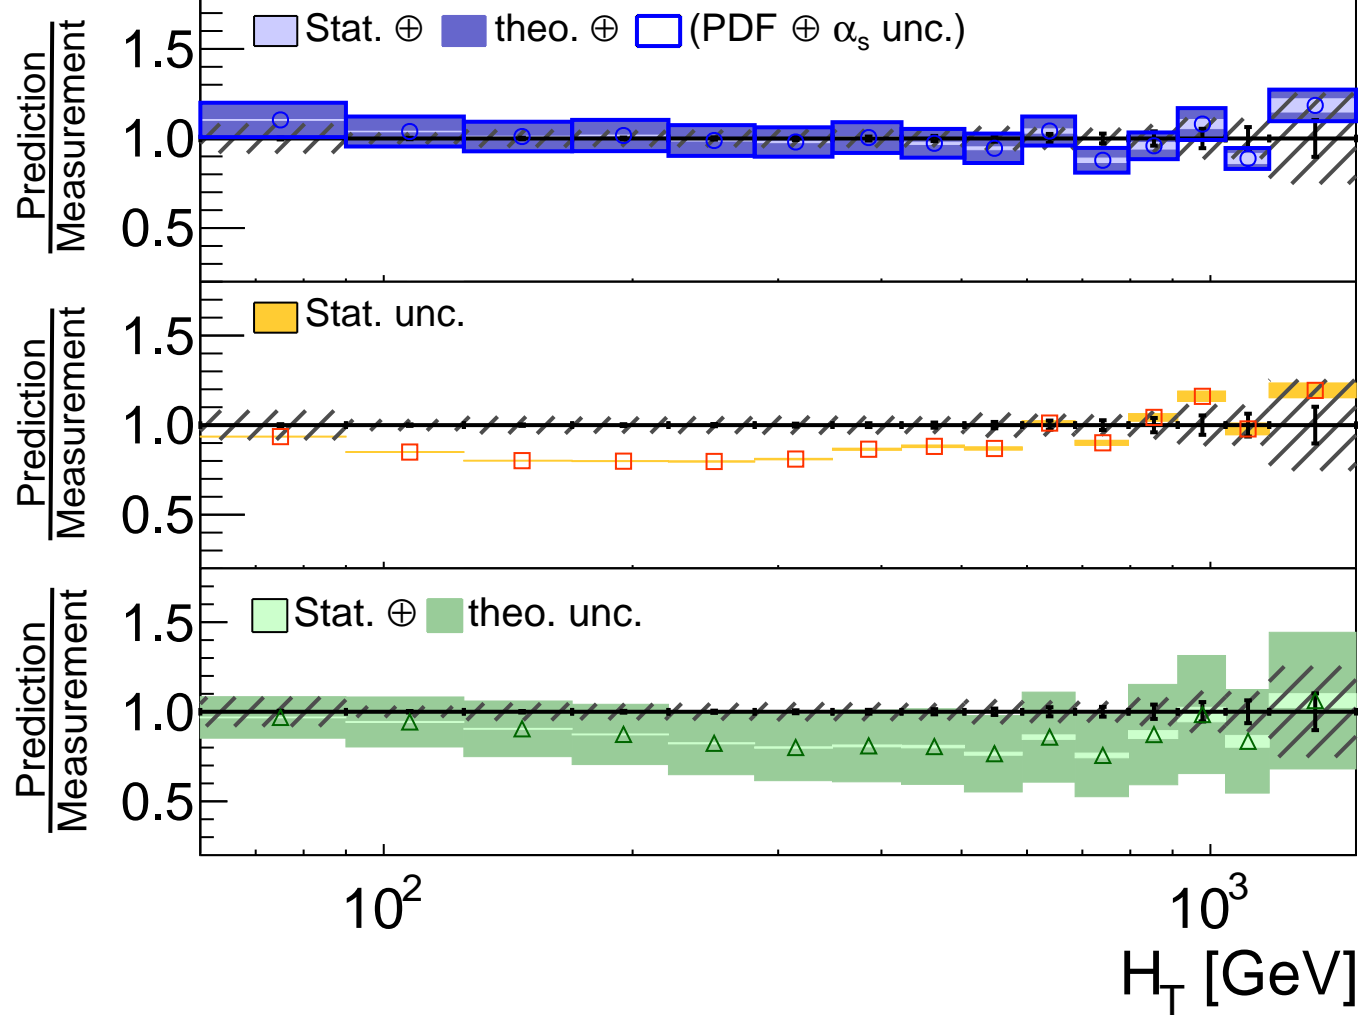 Stat. ⊕ theo. ⊕ (PDF ⊕ αs unc.)
Prediction
Measurement
1.5
1.0
0.5
Stat. unc.
Prediction
Measurement
1.5
1.0
0.5
Stat. ⊕ theo. unc.
Prediction
Measurement
1.5
1.0
0.5
10² 10³
H_T [GeV]